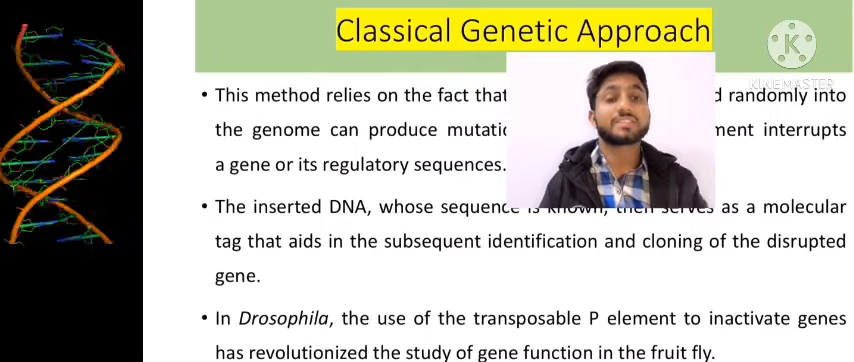 Classical Genetic Approach
K
KINEMASTER
• This method relies on the fact that d randomly into
the genome can produce mutatic ment interrupts
a gene or its regulatory sequences.
• The inserted DNA, whose sequence is known, then serves as a molecular
tag that aids in the subsequent identification and cloning of the disrupted
gene.
• In Drosophila, the use of the transposable P element to inactivate genes
has revolutionized the study of gene function in the fruit fly.